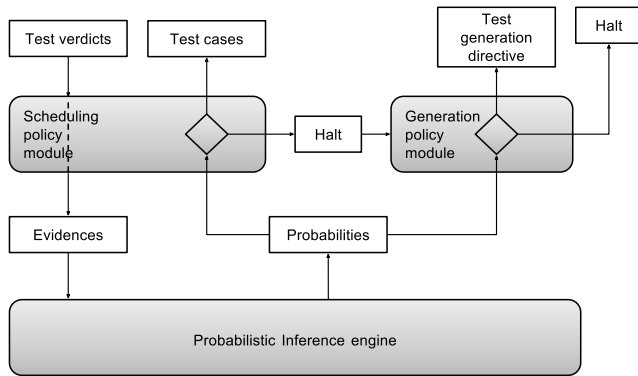 Test verdicts
Test cases
Test
generation
directive
Halt
Scheduling
policy
module
Halt
Generation
policy
module
Evidences
Probabilities
Probabilistic Inference engine